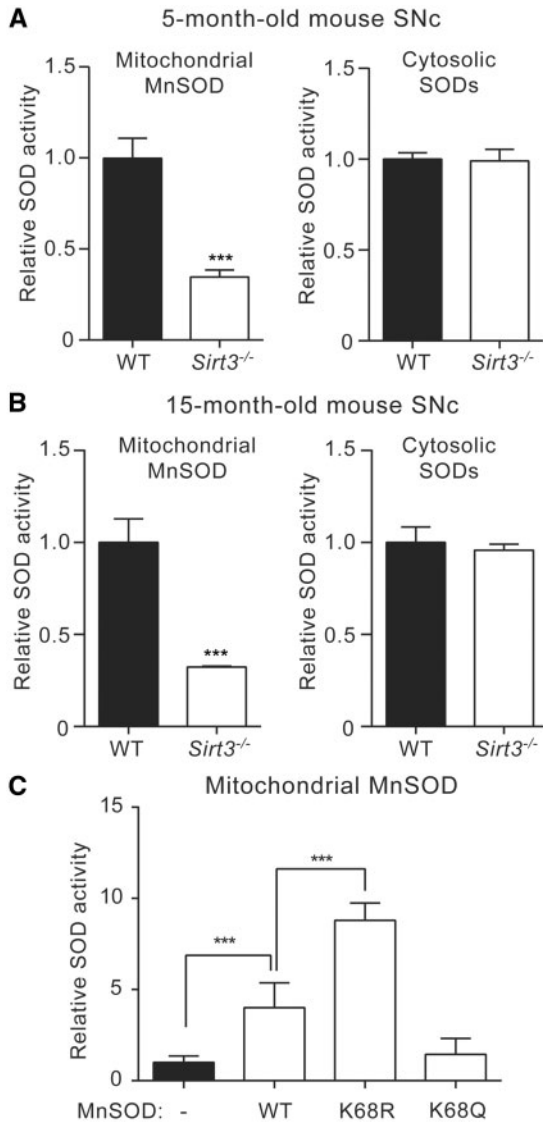 A 5-month-old mouse SNc
Mitochondrial MnSOD
Cytosolic SODs
Relative SOD activity
1.5
1.0
0.5
0
WT Sirt3-/-
***
Relative SOD activity
1.5
1.0
0.5
0
WT Sirt3-/-
B 15-month-old mouse SNc
Mitochondrial MnSOD
Cytosolic SODs
Relative SOD activity
1.5
1.0
0.5
0
WT Sirt3-/-
***
Relative SOD activity
1.5
1.0
0.5
0
WT Sirt3-/-
C Mitochondrial MnSOD
Relative SOD activity
15
10
5
0
***
***
MnSOD: - WT K68R K68Q